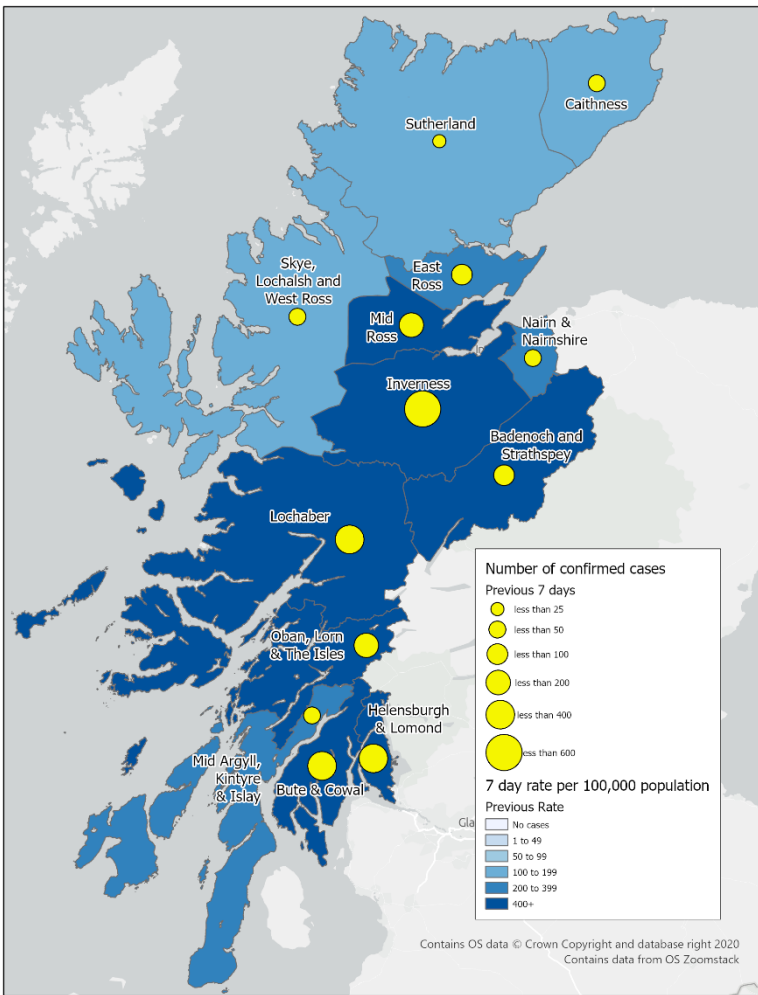 Caithness
Sutherland
Skye,
Lochalsh and
West Ross
East
Ross
Mid
Ross
Nairn &
Nairnshire
Inverness
Badenoch and
Strathspey
Lochaber
Oban, Lorn
& The Isles
Helensburgh
& Lomond
Mid Argyll,
Kintyre
& Islay
Bute & Cowal
Number of confirmed cases
Previous 7 days
less than 25
less than 50
less than 100
less than 200
less than 400
less than 600
7 day rate per 100,000 population
Previous Rate
No cases
1 to 49
50 to 99
100 to 199
200 to 399
400+
Gla
Contains OS data © Crown Copyright and database right 2020
Contains data from OS Zoomstack